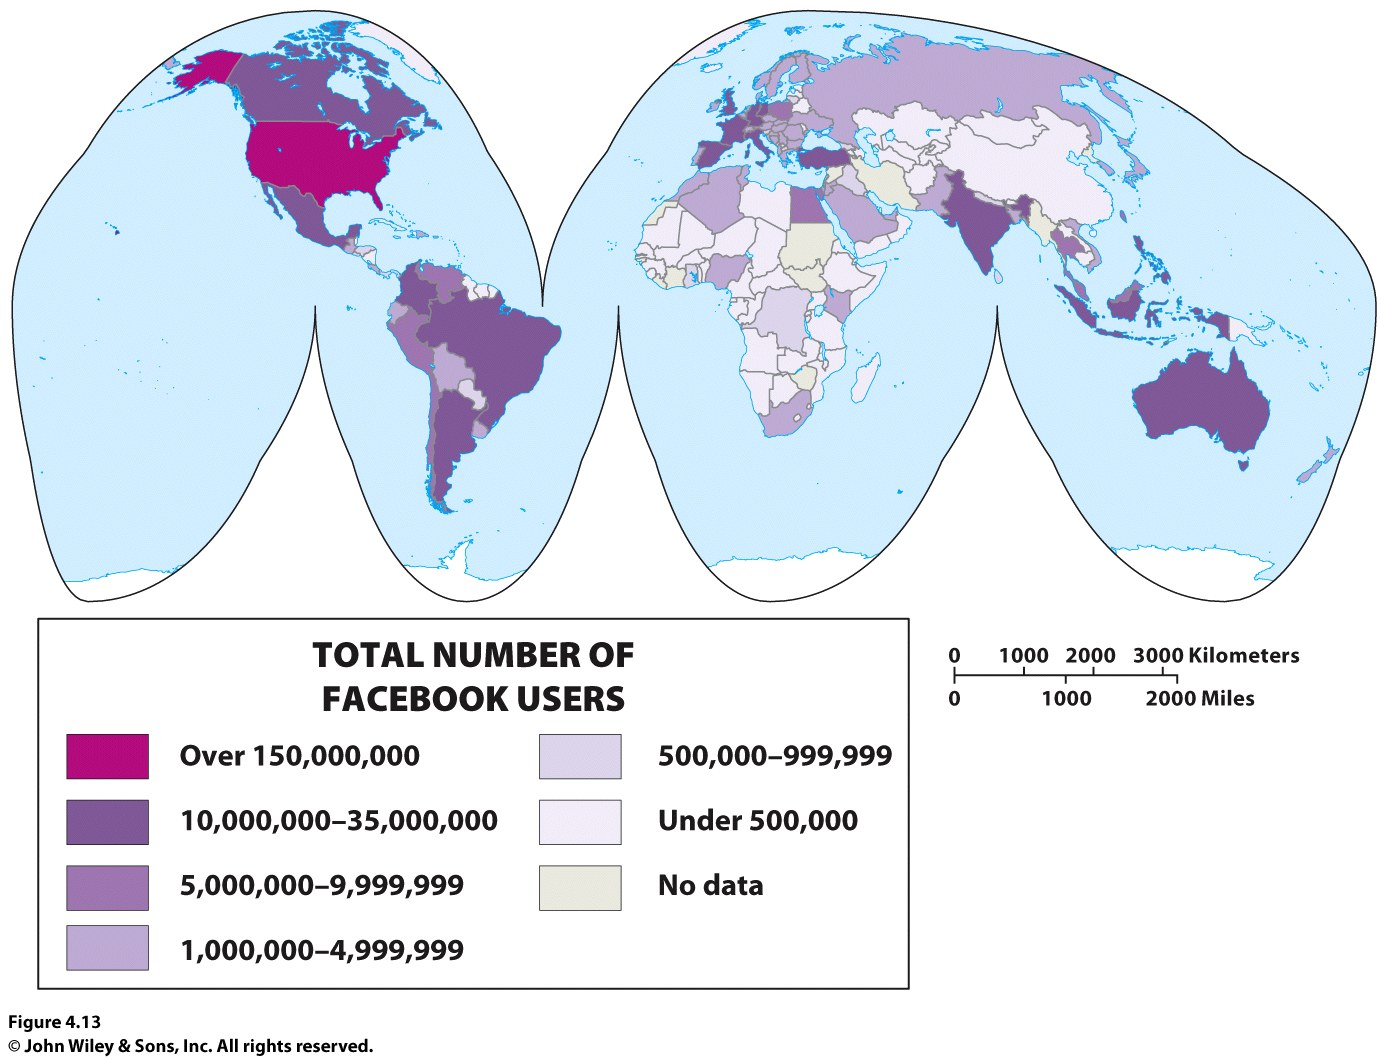 TOTAL NUMBER OF
FACEBOOK USERS
Over 150,000,000
10,000,000–35,000,000
5,000,000–9,999,999
1,000,000–4,999,999
500,000–999,999
Under 500,000
No data
0 1000 2000 3000 Kilometers
0 1000 2000 Miles
Figure 4.13
© John Wiley & Sons, Inc. All rights reserved.